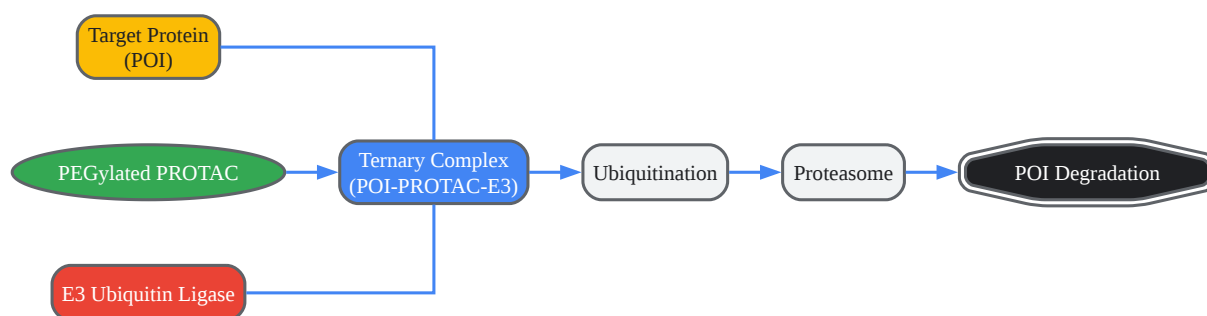 Target Protein
(POI)
PEGylated PROTAC
Ternary Complex
(POI-PROTAC-E3)
Ubiquitination
Proteasome
POI Degradation
E3 Ubiquitin Ligase